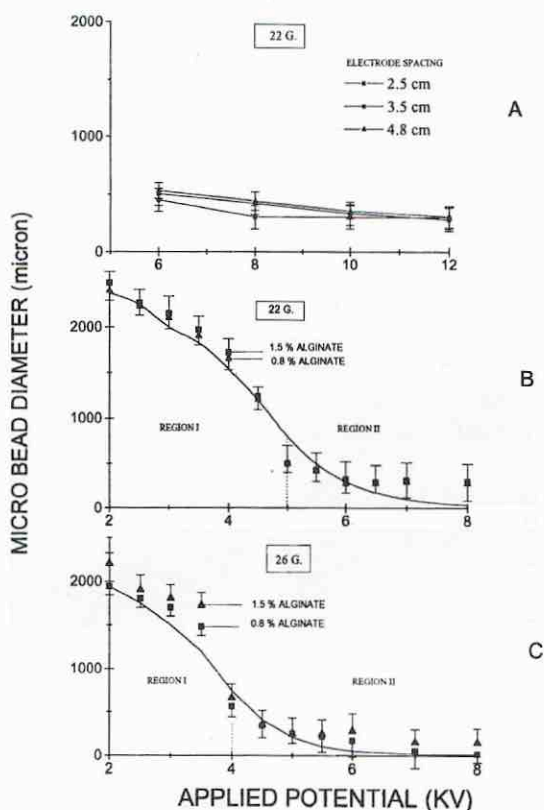 2000
22 G.
ELECTRODE SPACING
2.5 cm
3.5 cm
4.8 cm
A
1000
0
6 8 10 12
MICRO BEAD DIAMETER (micron)
2000
22 G.
1.5 % ALGINATE
0.8 % ALGINATE
B
1000
REGION I
REGION II
0
2 4 6 8
26 G.
2000
1.5 % ALGINATE
0.8 % ALGINATE
C
1000
REGION I
REGION II
0
2 4 6 8
APPLIED POTENTIAL (KV)